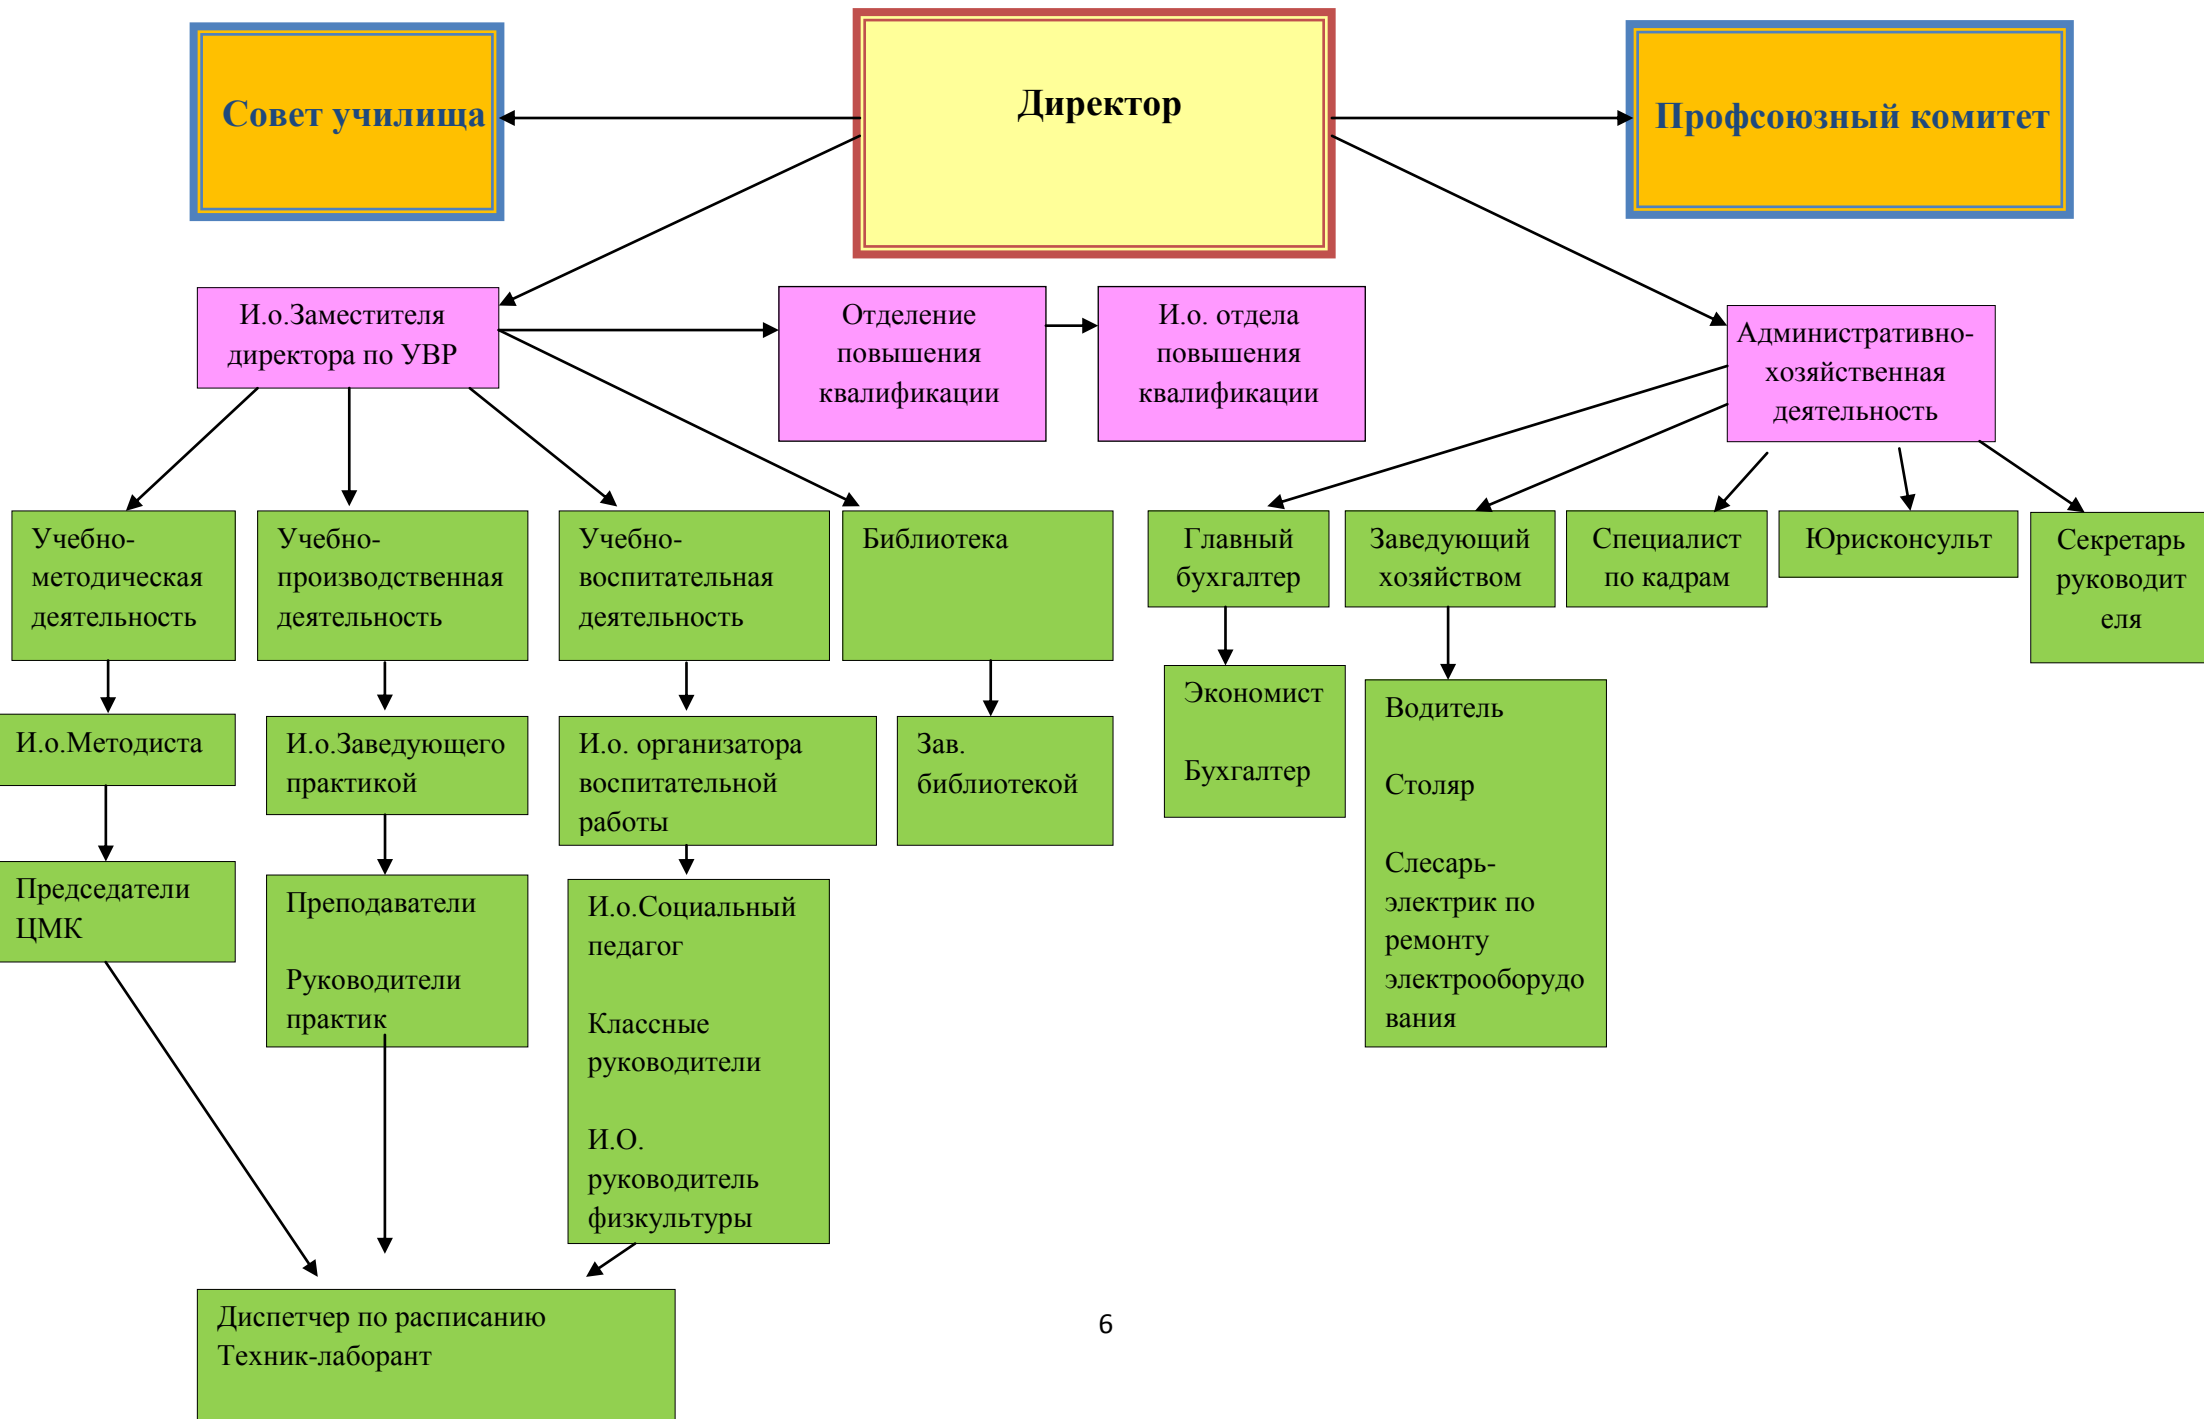 Совет училища
Директор
Профсоюзный комитет
И.о.Заместителя
директора по УВР
Отделение
повышения
квалификации
И.о. отдела
повышения
квалификации
Административно-
хозяйственная
деятельность
Учебно-
методическая
деятельность
Учебно-
производственная
деятельность
Учебно-
воспитательная
деятельность
Библиотека
Главный
бухгалтер
Заведующий
хозяйством
Специалист
по кадрам
Юрисконсульт
Секретарь
руководит
еля
И.о.Методиста
И.о.Заведующего
практикой
И.о. организатора
воспитательной
работы
Зав.
библиотекой
Экономист
Бухгалтер
Водитель
Столяр
Слесарь-
электрик по
ремонту
электрооборудо
вания
Председатели
ЦМК
Преподаватели
Руководители
практик
И.о.Социальный
педагог
Классные
руководители
И.О.
руководитель
физкультуры
Диспетчер по расписанию
Техник-лаборант
6